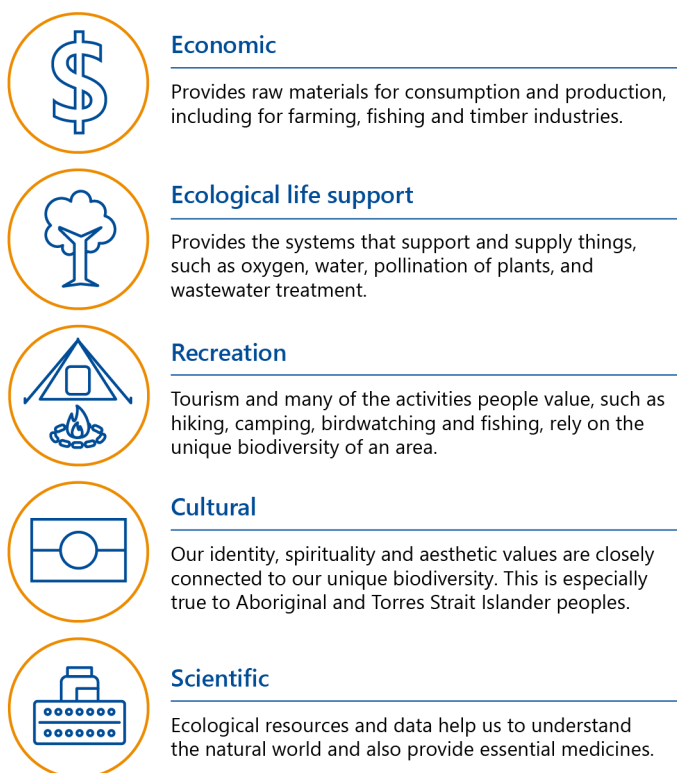 Economic
Provides raw materials for consumption and production,
including for farming, fishing and timber industries.
Ecological life support
Provides the systems that support and supply things,
such as oxygen, water, pollination of plants, and
wastewater treatment.
Recreation
Tourism and many of the activities people value, such as
hiking, camping, birdwatching and fishing, rely on the
unique biodiversity of an area.
Cultural
Our identity, spirituality and aesthetic values are closely
connected to our unique biodiversity. This is especially
true to Aboriginal and Torres Strait Islander peoples.
Scientific
Ecological resources and data help us to understand
the natural world and also provide essential medicines.